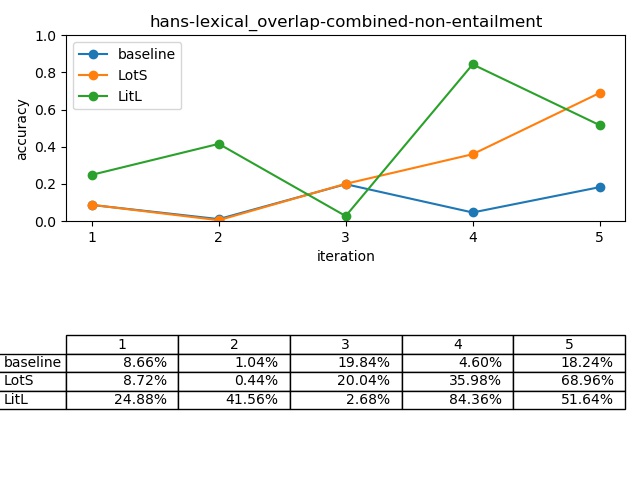 hans-lexical_overlap-combined-non-entailment
1.0
0.8
0.6
0.4
0.2
0.0
accuracy
baseline
LotS
LitL
1 2 3 4 5
iteration
1 2 3 4 5
baseline 8.66% 1.04% 19.84% 4.60% 18.24%
LotS 8.72% 0.44% 20.04% 35.98% 68.96%
LitL 24.88% 41.56% 2.68% 84.36% 51.64%